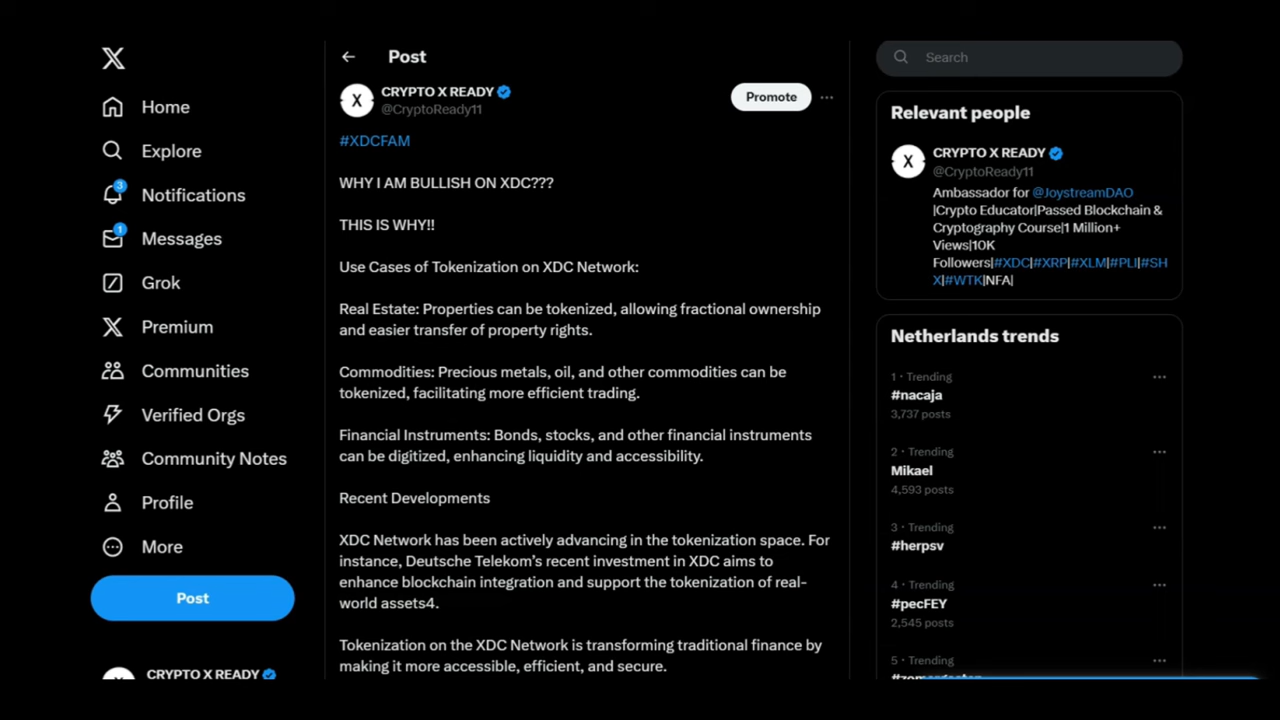 Home
Explore
3
Notifications
1
Messages
Grok
Premium
Communities
Verified Orgs
Community Notes
Profile
More
Post
CRYPTO X READY
Post
X
CRYPTO X READY
@CryptoReady11
Promote
#XDCFAM
WHY I AM BULLISH ON XDC???
THIS IS WHY!!
Use Cases of Tokenization on XDC Network:
Real Estate: Properties can be tokenized, allowing fractional ownership
and easier transfer of property rights.
Commodities: Precious metals, oil, and other commodities can be
tokenized, facilitating more efficient trading.
Financial Instruments: Bonds, stocks, and other financial instruments
can be digitized, enhancing liquidity and accessibility.
Recent Developments
XDC Network has been actively advancing in the tokenization space. For
instance, Deutsche Telekom’s recent investment in XDC aims to
enhance blockchain integration and support the tokenization of real-
world assets4.
Tokenization on the XDC Network is transforming traditional finance by
making it more accessible, efficient, and secure.
Search
Relevant people
X
CRYPTO X READY
@CryptoReady11
Ambassador for @JoystreamDAO
|Crypto Educator|Passed Blockchain &
Cryptography Course|1 Million+
Views|10K
Followers|#XDC|#XRP|#XLM|#PLI|#SH
X|#WTK|NFA|
Netherlands trends
1 · Trending
#nacaja
3,737 posts
2 · Trending
Mikael
4,593 posts
3 · Trending
#herpsv
4 · Trending
#pecFEY
2,545 posts
5 · Trending